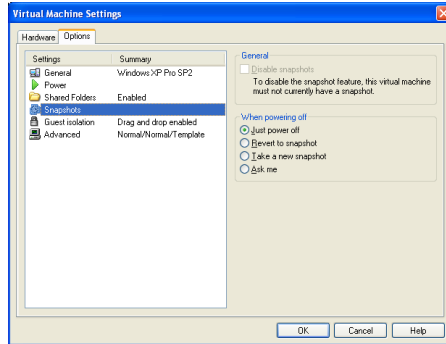 Virtual Machine Settings
Hardware Options
Settings Summary
General Windows XP Pro SP2
Power
Shared Folders Enabled
Snapshots
Guest isolation Drag and drop enabled
Advanced Normal/Normal/Template
General
Disable snapshots
To disable the snapshot feature, this virtual machine
must not currently have a snapshot.
When powering off
Just power off
Revert to snapshot
Take a new snapshot
Ask me
OK Cancel Help